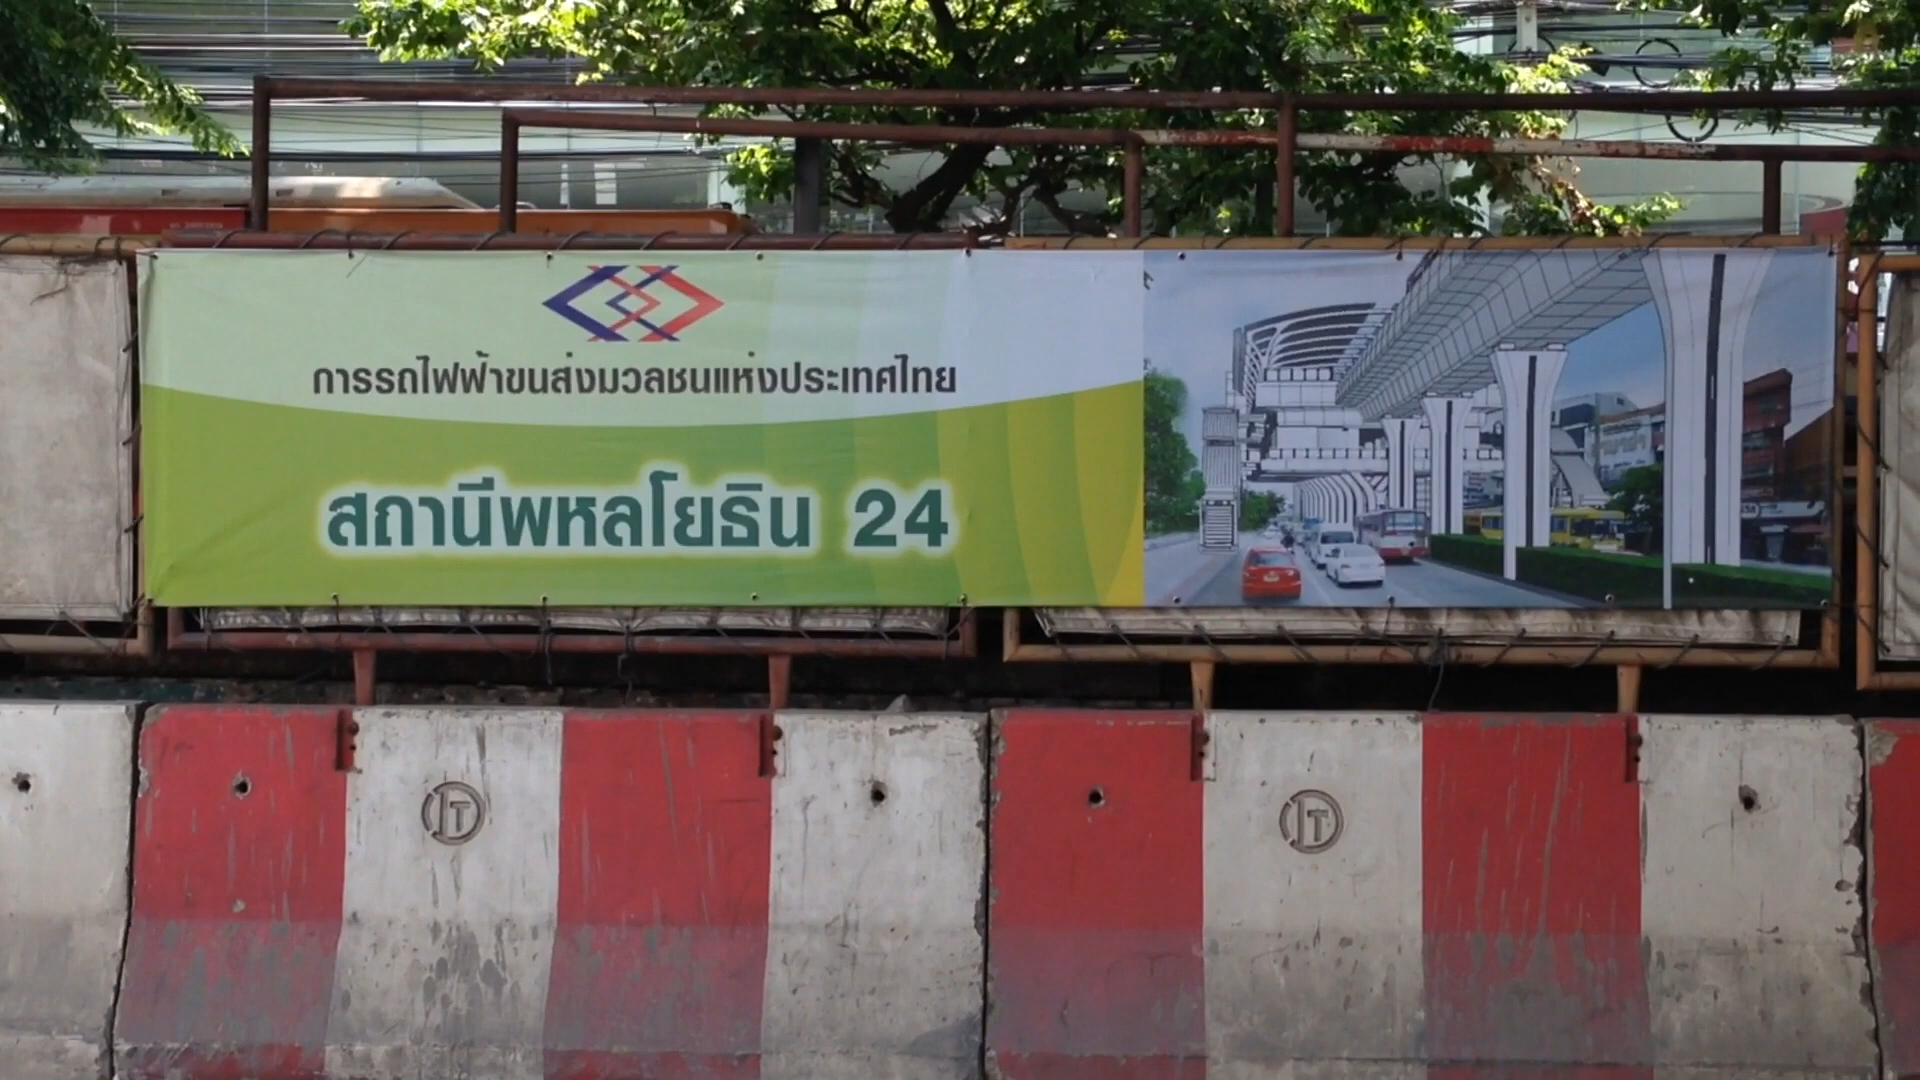 การรถไฟฟ้าขนส่งมวลชนแห่งประเทศไทย
สถานีพหลโยธิน 24